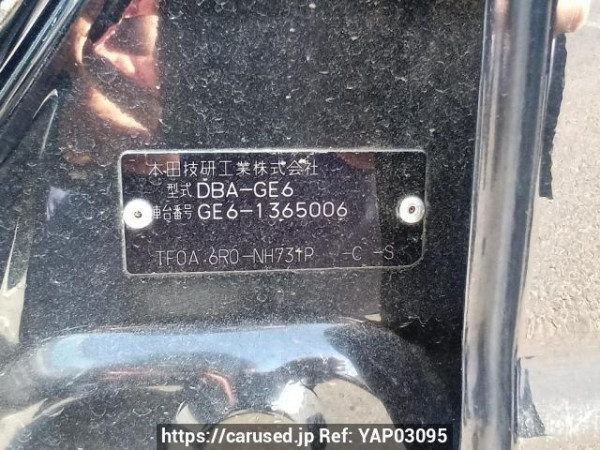 本田技研工業株式会社
型式 DBA-GE6
車台番号 GE6-1365006
TF0A 6R0-NH731P --C -S
https://carused.jp Ref: YAP03095